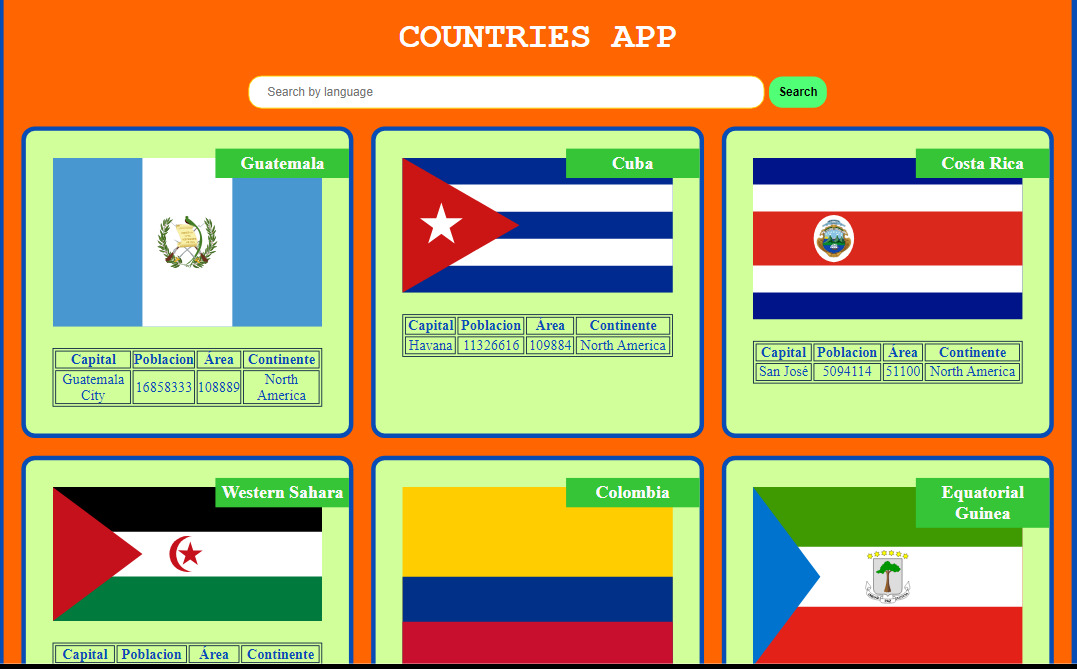 COUNTRIES APP
Search by language
Search
Guatemala
Capital Poblacion Área Continente
Guatemala City 16858333 108889 North America
Cuba
Capital Poblacion Área Continente
Havana 11326616 109884 North America
Costa Rica
Capital Poblacion Área Continente
San José 5094114 51100 North America
Western Sahara
Capital Poblacion Área Continente
Colombia
Equatorial
Guinea